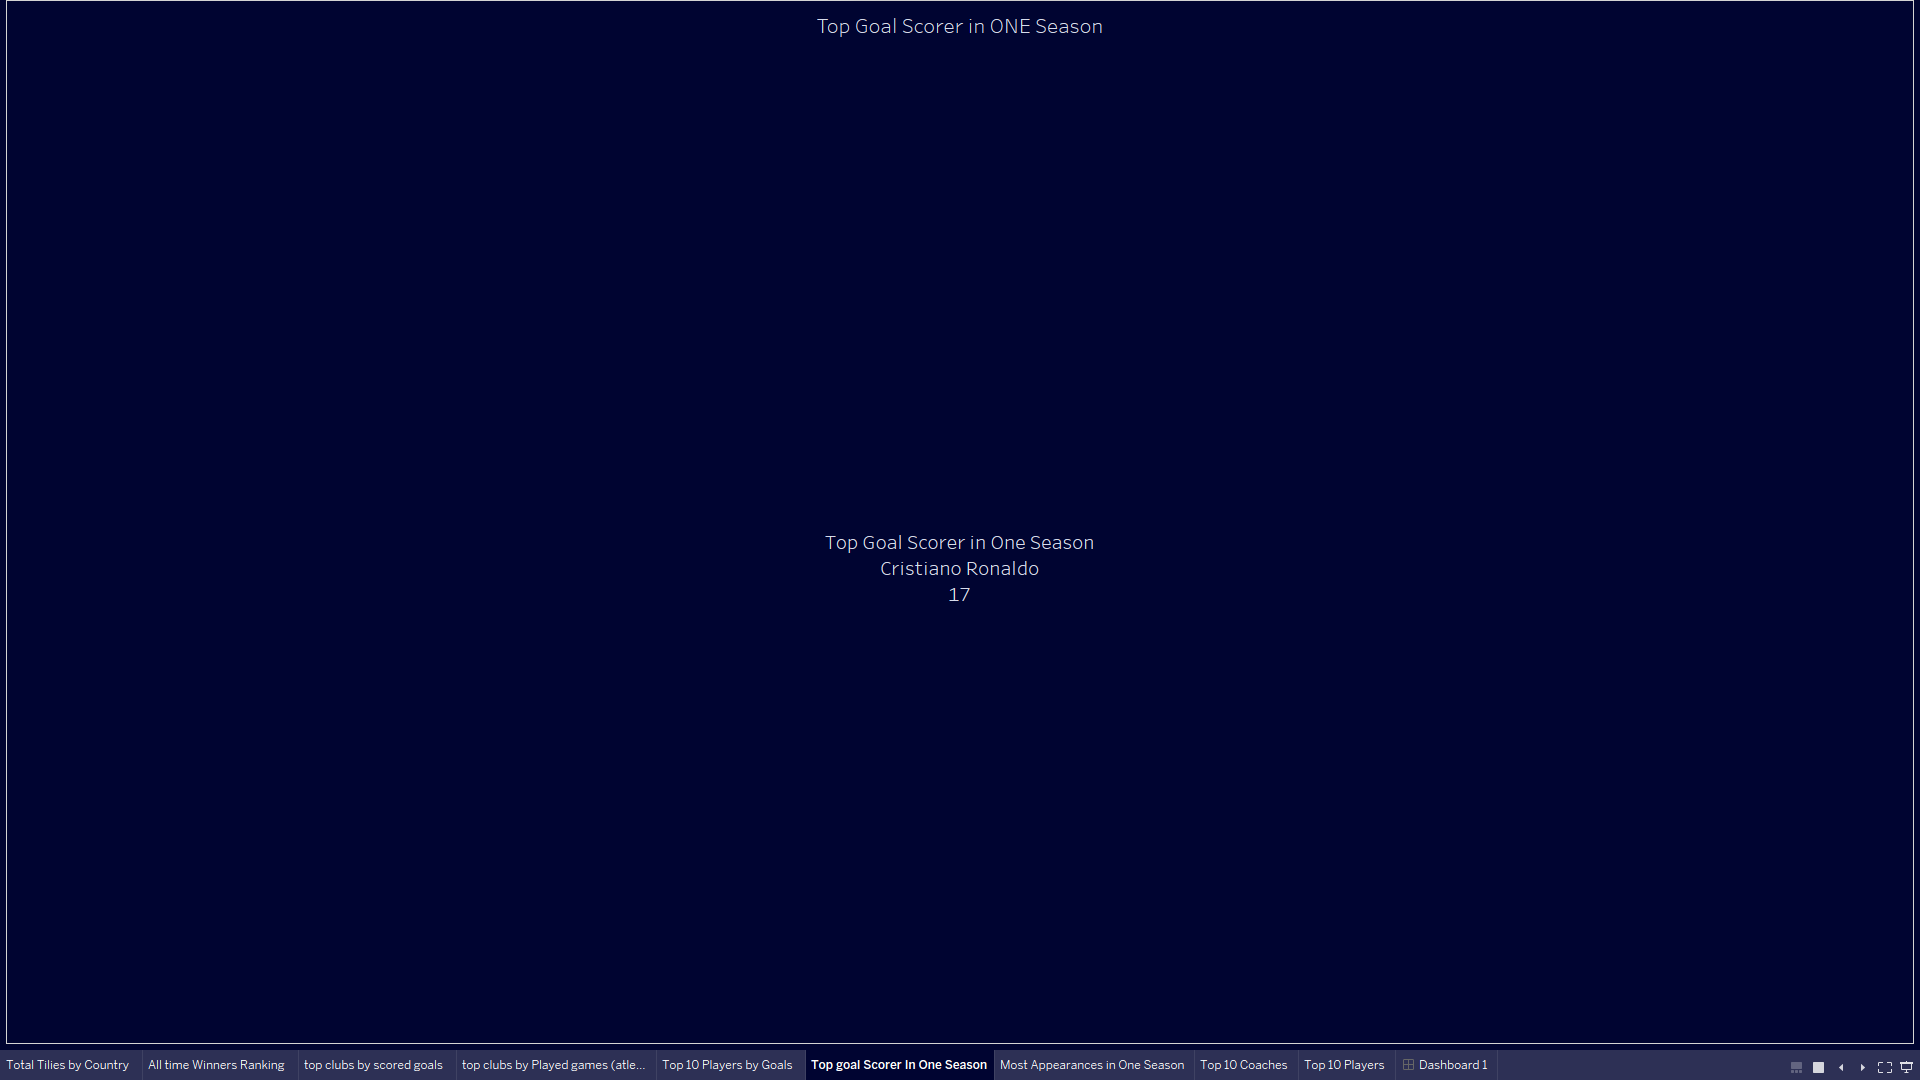 Top Goal Scorer in ONE Season
Top Goal Scorer in One Season
Cristiano Ronaldo
17
Total Tilies by Country
All time Winners Ranking
top clubs by scored goals
top clubs by Played games (atle...
Top 10 Players by Goals
Top goal Scorer In One Season
Most Appearances in One Season
Top 10 Coaches
Top 10 Players
Dashboard 1